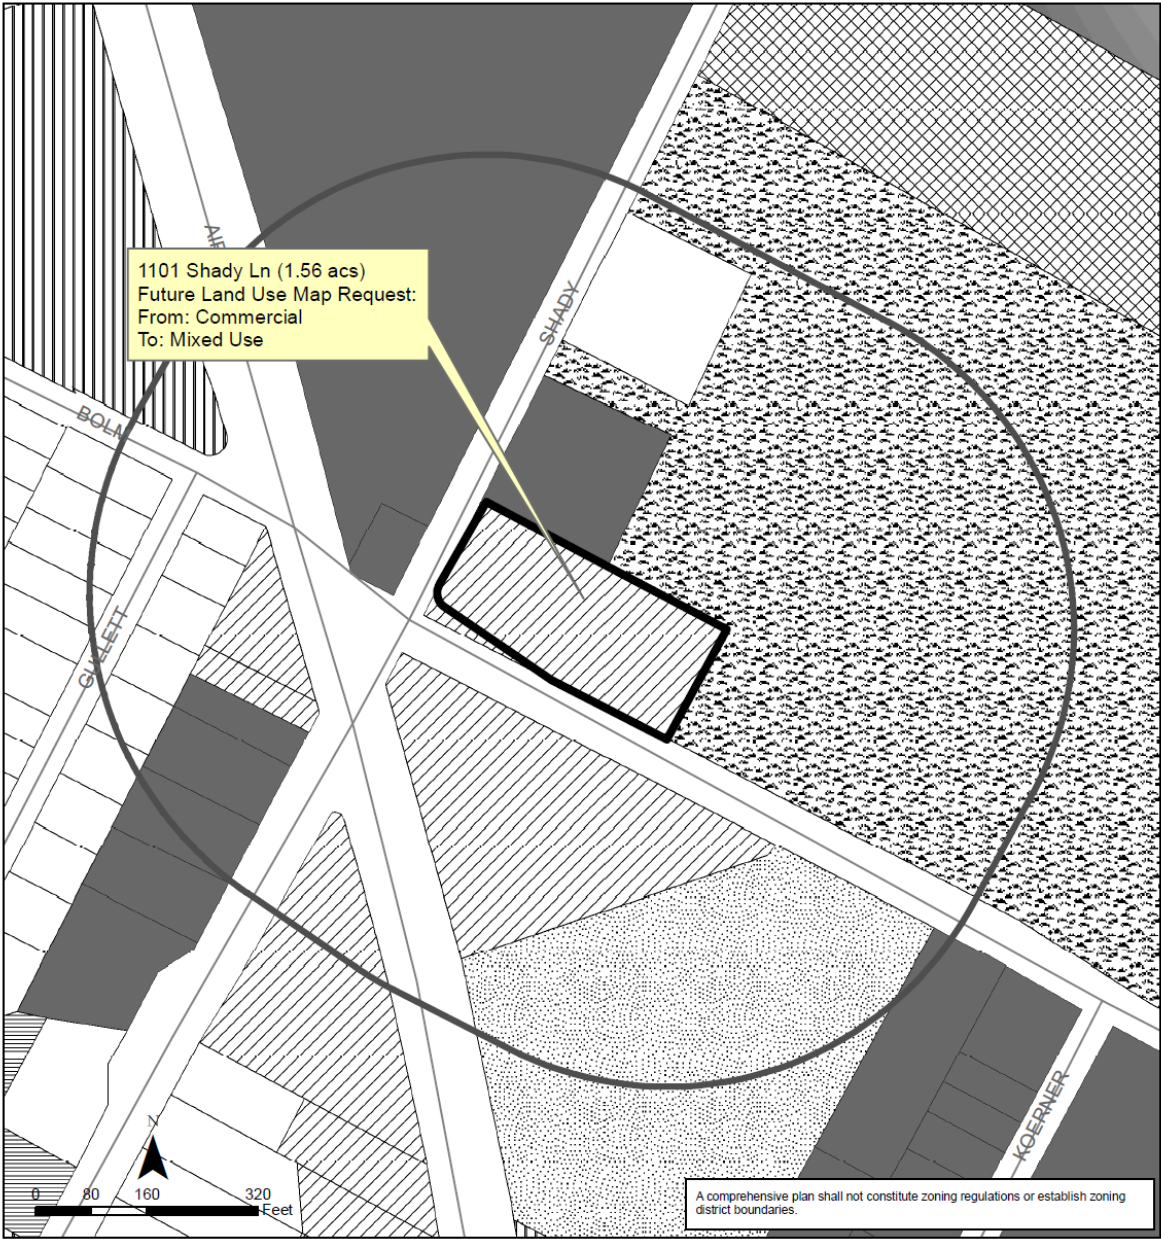 1101 Shady Ln (1.56 acs)
Future Land Use Map Request:
From: Commercial
To: Mixed Use
SHADY
BOLM
GULLETT
KOERNER
N
0 80 160 320
Feet
A comprehensive plan shall not constitute zoning regulations or establish zoning
district boundaries.